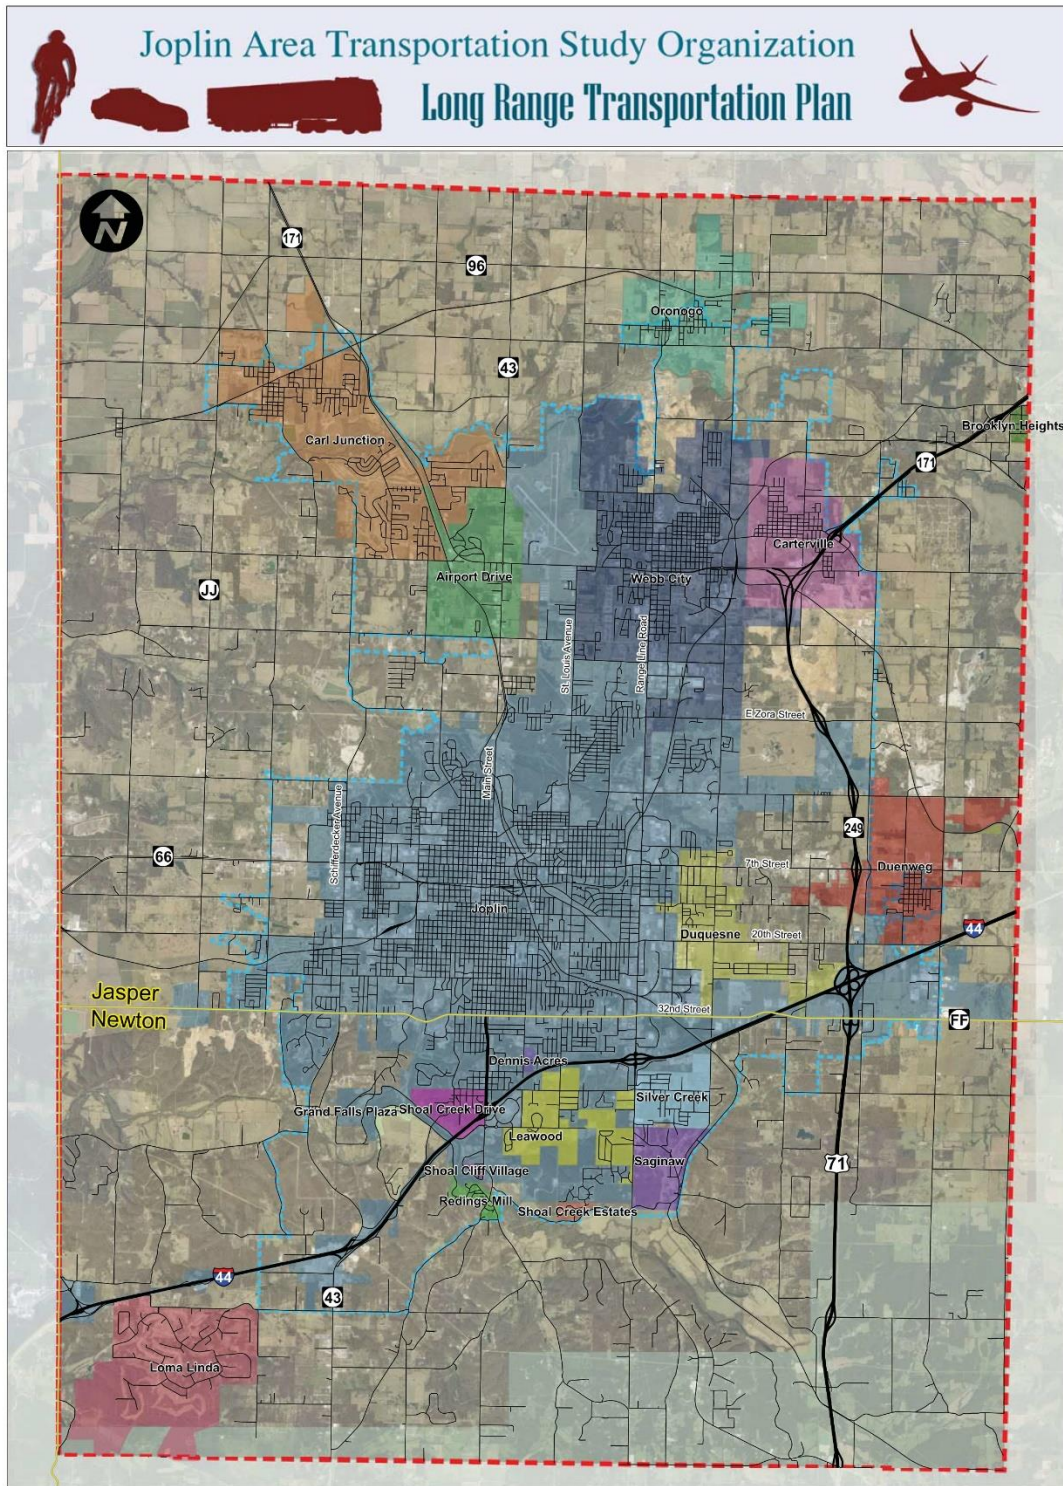 Joplin Area Transportation Study Organization
Long Range Transportation Plan
N
171
96
Oronogo
43
Brooklyn Heights
Carl Junction
171
Carterville
Airport Drive
Webb City
JJ
St. Louis Avenue
Range Line Road
E Zora Street
Main Street
Schifferdecker Avenue
249
66
7th Street
Duenweg
Joplin
Duquesne
20th Street
44
Jasper
Newton
32nd Street
FF
Dennis Acres
Silver Creek
Grand Falls Plaza
Shoal Creek Drive
Leawood
Saginaw
71
Shoal Cliff Village
Redings Mill
Shoal Creek Estates
44
43
Loma Linda